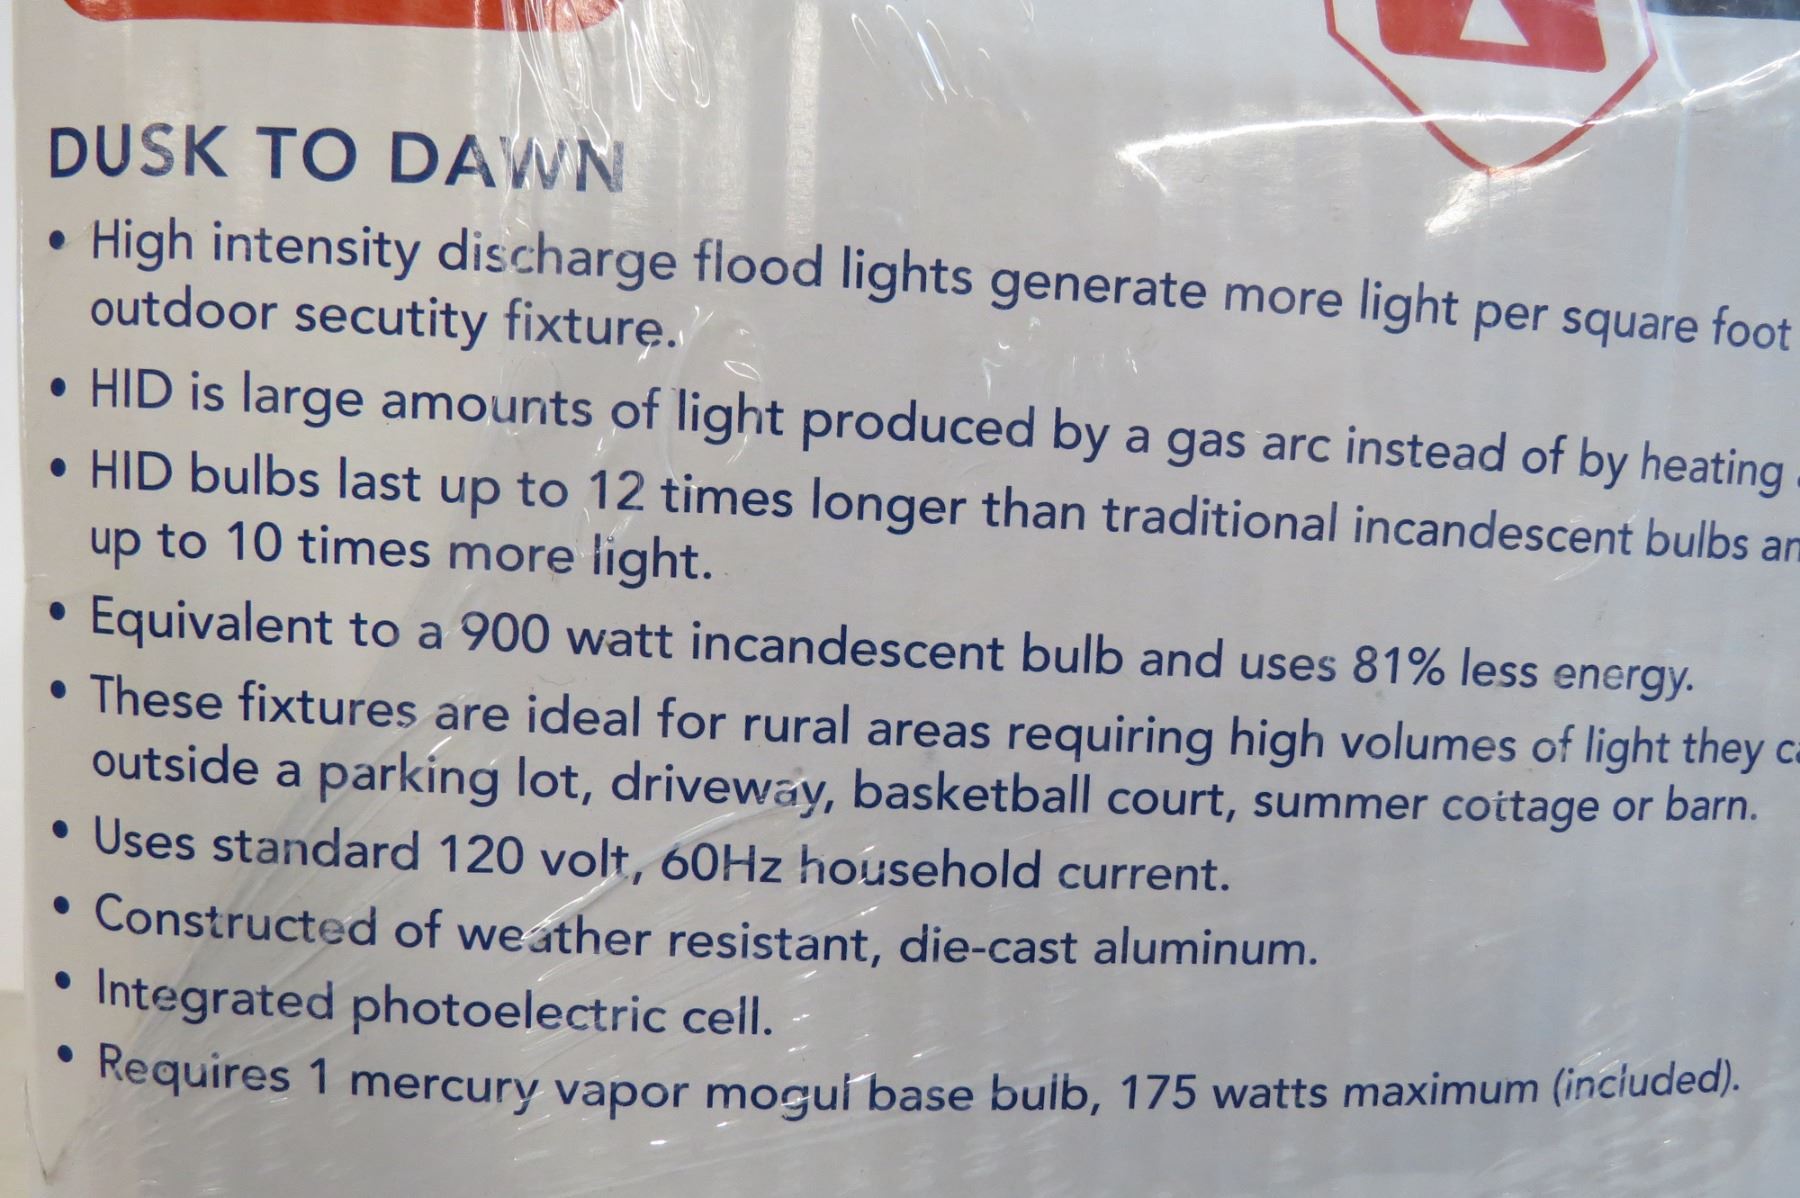 DUSK TO DAWN
• High intensity discharge flood lights generate more light per square foot
outdoor secutity fixture.
• HID is large amounts of light produced by a gas arc instead of by heating
• HID bulbs last up to 12 times longer than traditional incandescent bulbs
up to 10 times more light.
• Equivalent to a 900 watt incandescent bulb and uses 81% less energy.
• These fixtures are ideal for rural areas requiring high volumes of light they
outside a parking lot, driveway, basketball court, summer cottage or barn.
• Uses standard 120 volt, 60Hz household current.
• Constructed of weather resistant, die-cast aluminum.
• Integrated photoelectric cell.
• Requires 1 mercury vapor mogul base bulb, 175 watts maximum (included).